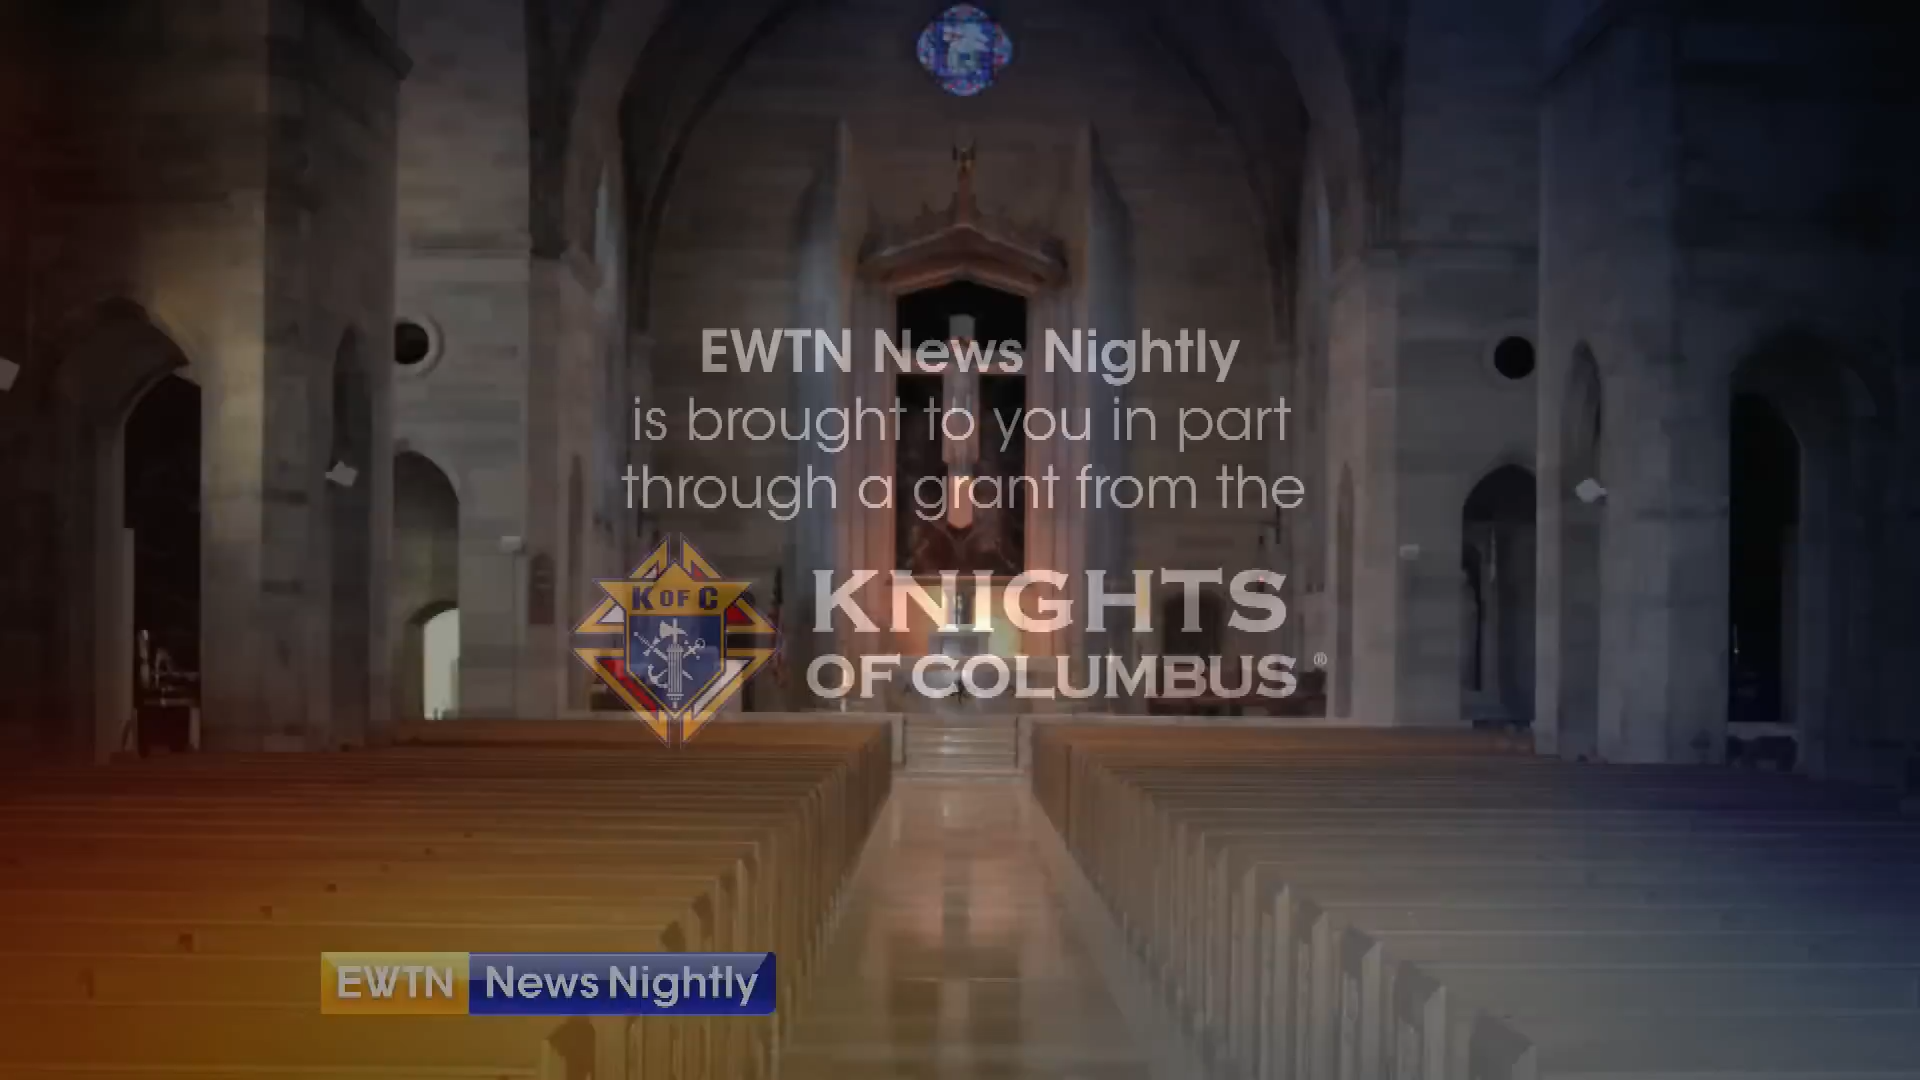 EWTN News Nightly
is brought to you in part
through a grant from the
K OF C
KNIGHTS
OF COLUMBUS®
EWTN News Nightly